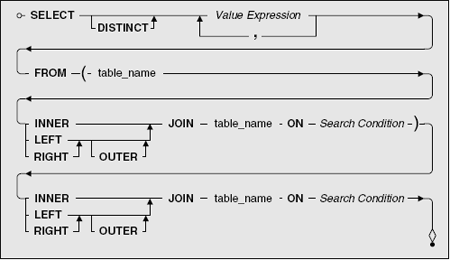 SELECT DISTINCT Value Expression ,
FROM ( table_name
INNER LEFT RIGHT OUTER JOIN table_name ON Search Condition )
INNER LEFT RIGHT OUTER JOIN table_name ON Search Condition